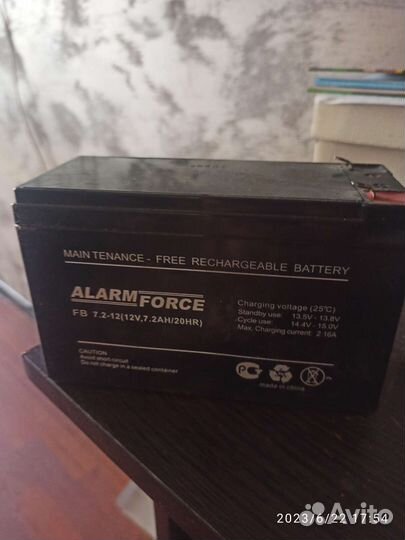 MAIN TENANCE - FREE RECHARGEABLE BATTERY
ALARM FORCE
FB 7.2-12(12V,7.2AH/20HR)
Charging voltage (25℃)
Standby use: 13.5V - 13.8V
Cycle use: 14.4V - 15.0V
Max. Charging current: 2.16A
CAUTION
Avoid short-circuit
Do not charge in a sealed container
PG
Pb
made in china
2023/6/22 17:54
Avito